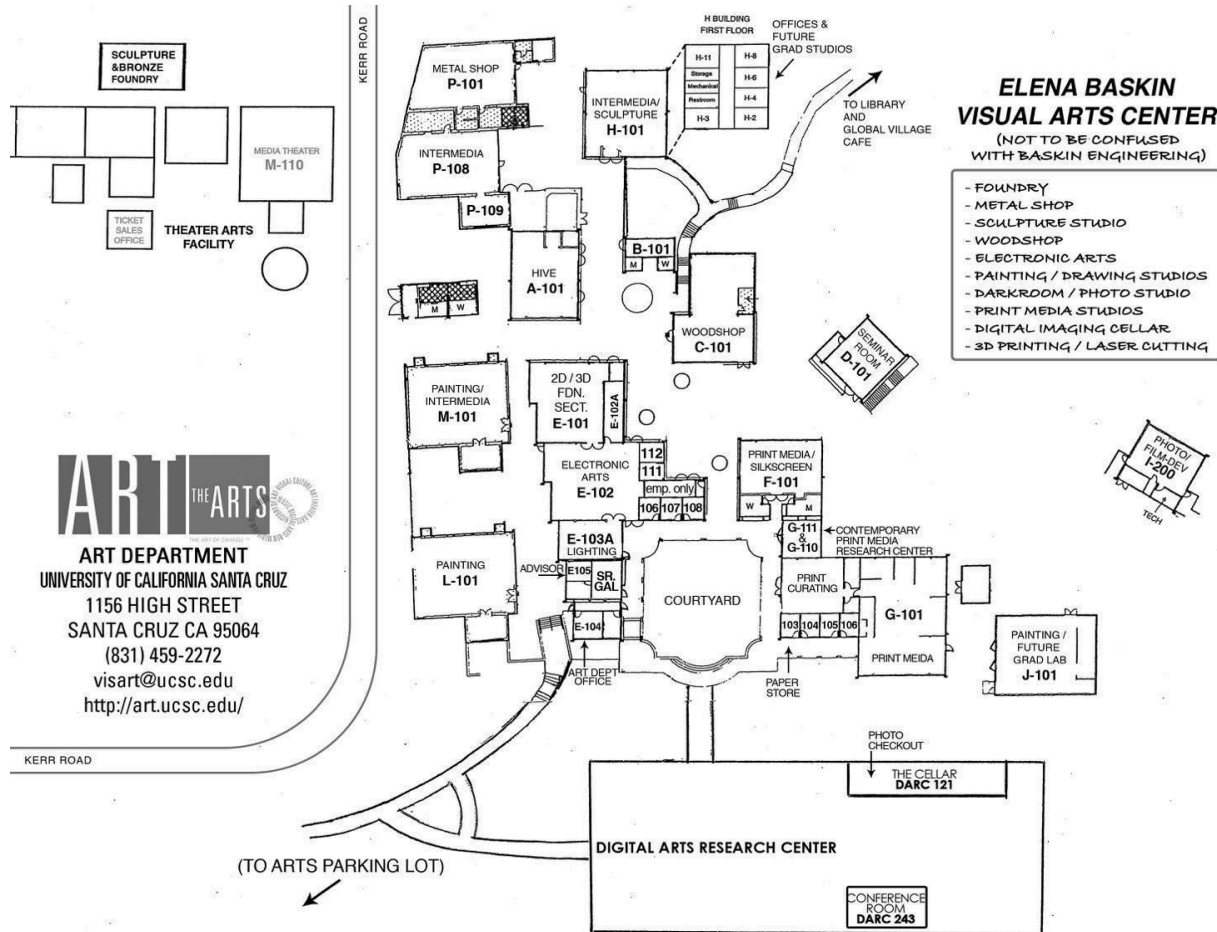 SCULPTURE
&BRONZE
FOUNDRY
MEDIA THEATER
M-110
TICKET
SALES
OFFICE
THEATER ARTS
FACILITY
KERR ROAD
METAL SHOP
P-101
INTERMEDIA
P-108
P-109
HIVE
A-101
M
W
INTERMEDIA/
SCULPTURE
H-101
H BUILDING
FIRST FLOOR
H-11
Storage
Mechanical
Restroom
H-3
H-8
H-6
H-4
H-2
OFFICES &
FUTURE
GRAD STUDIOS
TO LIBRARY
AND
GLOBAL VILLAGE
CAFE
B-101
M
W
WOODSHOP
C-101
SEMINAR
ROOM
D-101
ELENA BASKIN
VISUAL ARTS CENTER
(NOT TO BE CONFUSED
WITH BASKIN ENGINEERING)
- FOUNDRY
- METAL SHOP
- SCULPTURE STUDIO
- WOODSHOP
- ELECTRONIC ARTS
- PAINTING / DRAWING STUDIOS
- DARKROOM / PHOTO STUDIO
- PRINT MEDIA STUDIOS
- DIGITAL IMAGING CELLAR
- 3D PRINTING / LASER CUTTING
PAINTING/
INTERMEDIA
M-101
2D / 3D
FDN.
SECT.
E-101
E-102A
ELECTRONIC
ARTS
E-102
112
111
emp. only
106
107
108
PRINT MEDIA /
SILKSCREEN
F-101
W
M
PHOTO/
FILM-DEV
I-200
TECH
PAINTING
L-101
E-103A
LIGHTING
ADVISOR
E105
SR.
GAL
E-104
ART DEPT
OFFICE
COURTYARD
G-111
&
G-110
CONTEMPORARY
PRINT MEDIA
RESEARCH CENTER
PRINT
CURATING
103
104
105
106
G-101
PRINT MEIDA
PAPER
STORE
PAINTING /
FUTURE
GRAD LAB
J-101
ART
THE ARTS
ART DEPARTMENT
UNIVERSITY OF CALIFORNIA SANTA CRUZ
1156 HIGH STREET
SANTA CRUZ CA 95064
(831) 459-2272
visart@ucsc.edu
http://art.ucsc.edu/
KERR ROAD
PHOTO
CHECKOUT
THE CELLAR
DARC 121
DIGITAL ARTS RESEARCH CENTER
(TO ARTS PARKING LOT)
CONFERENCE
ROOM
DARC 243